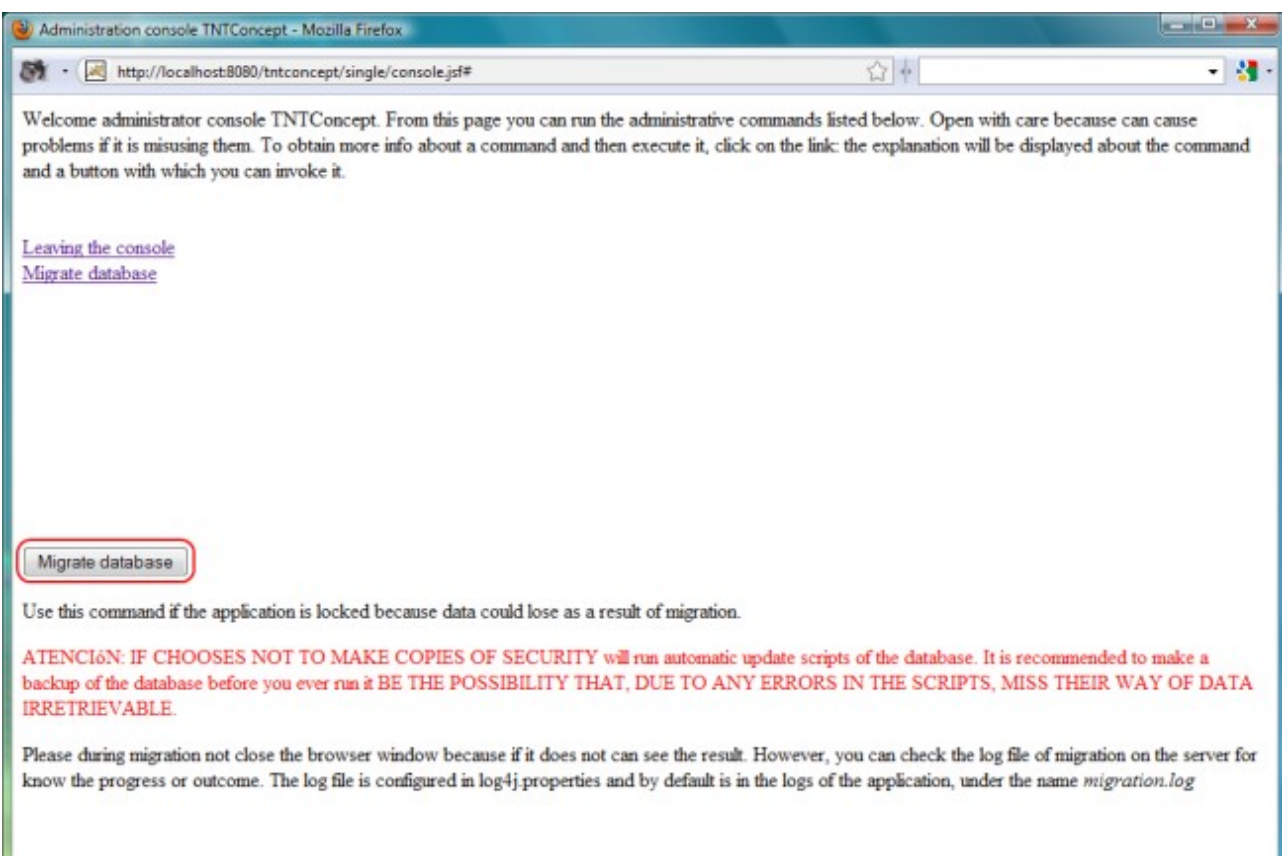 Administration console TNTConcept - Mozilla Firefox
http://localhost:8080/tntconcept/single/console.jsf#
Welcome administrator console TNTConcept. From this page you can run the administrative commands listed below. Open with care because can cause
problems if it is misusing them. To obtain more info about a command and then execute it, click on the link: the explanation will be displayed about the command
and a button with which you can invoke it.
Leaving the console
Migrate database
Migrate database
Use this command if the application is locked because data could lose as a result of migration.
ATENCIóN: IF CHOOSES NOT TO MAKE COPIES OF SECURITY will run automatic update scripts of the database. It is recommended to make a
backup of the database before you ever run it BE THE POSSIBILITY THAT, DUE TO ANY ERRORS IN THE SCRIPTS, MISS THEIR WAY OF DATA
IRRETRIEVABLE.
Please during migration not close the browser window because if it does not can see the result. However, you can check the log file of migration on the server for
know the progress or outcome. The log file is configured in log4j.properties and by default is in the logs of the application, under the name migration.log